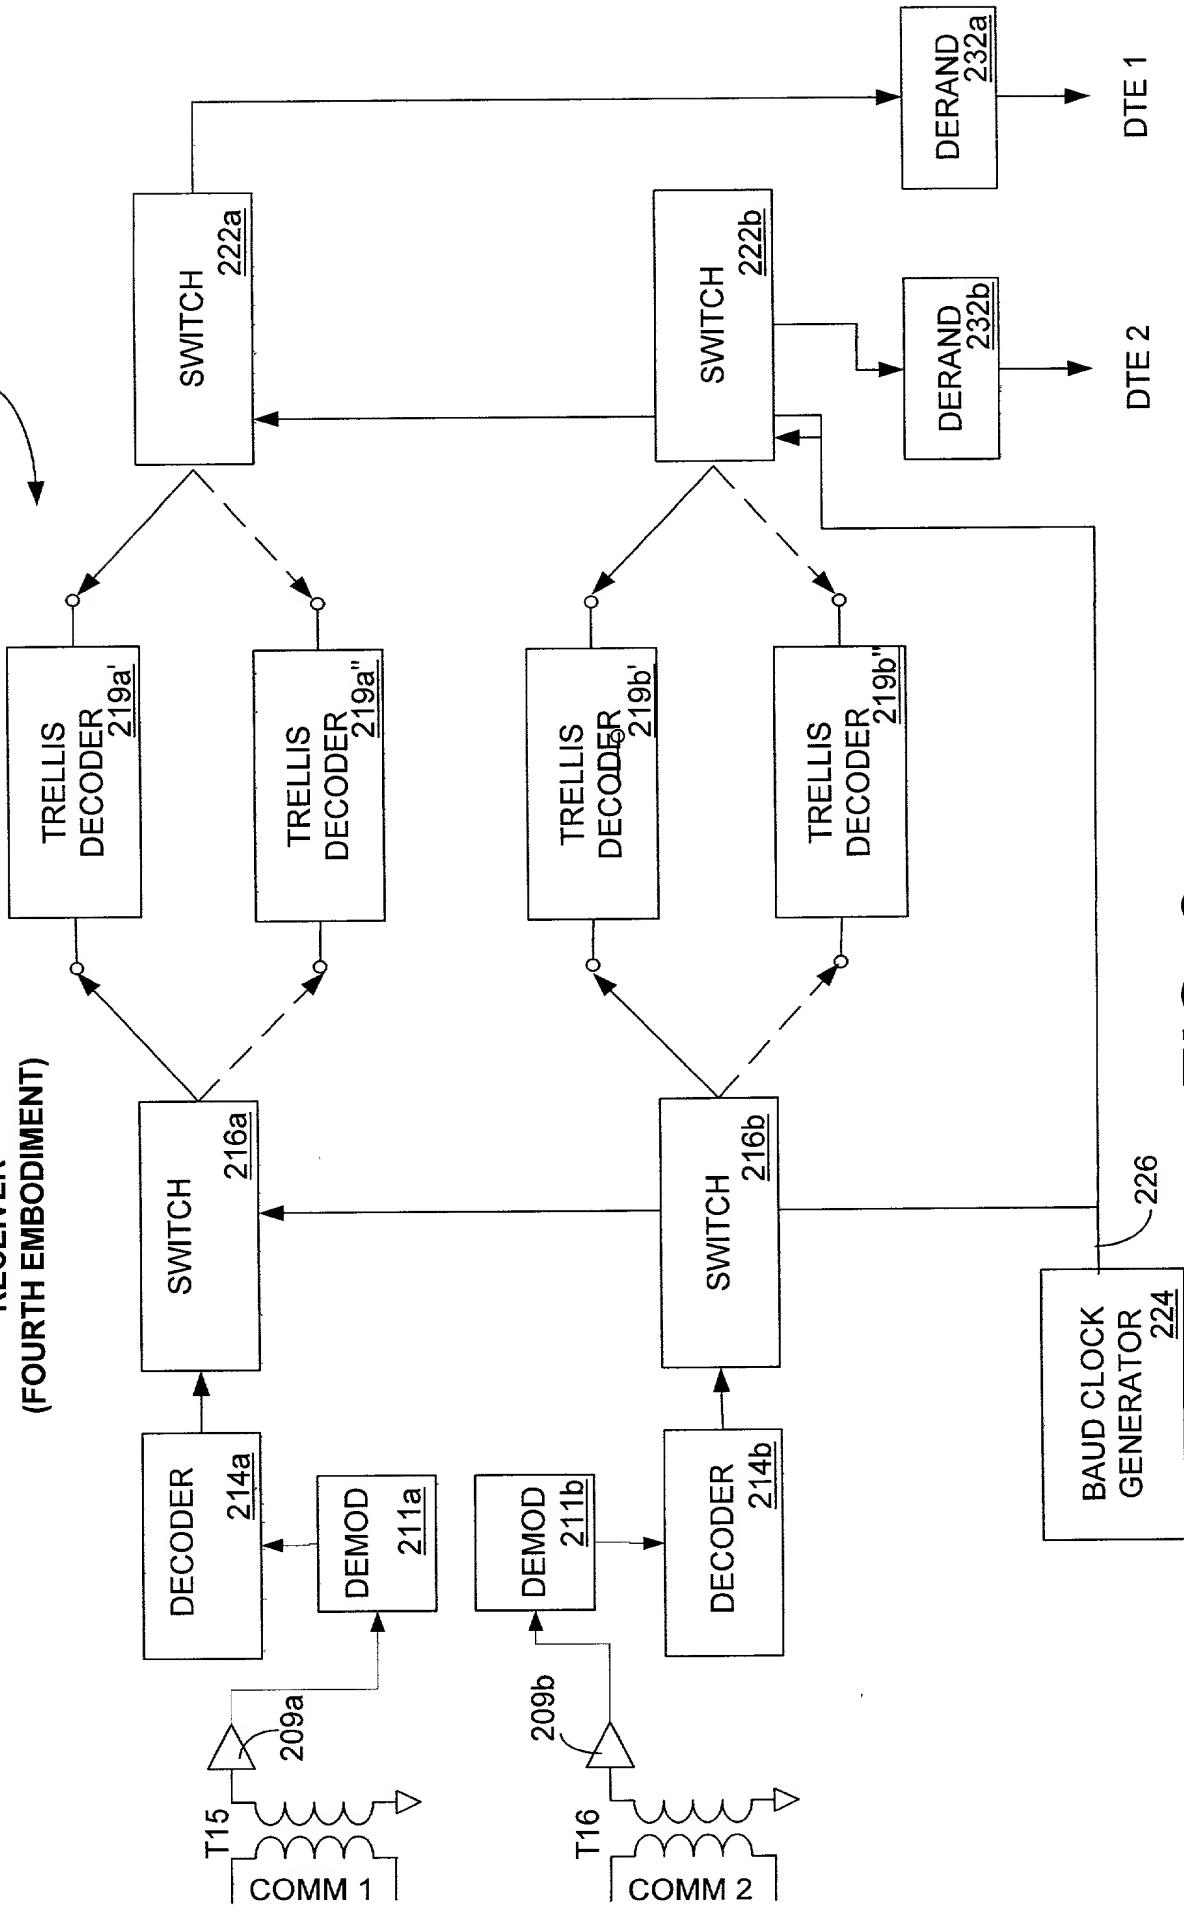 (FOURTH EMBODIMENT)
COMM 1
T15
209a
DEMOD
211a
DECODER
214a
SWITCH
216a
TRELLIS
DECODER
219a'
TRELLIS
DECODER
219a"
SWITCH
222a
DERAND
232a
DTE 1
COMM 2
T16
209b
DEMOD
211b
DECODER
214b
SWITCH
216b
TRELLIS
DECODER
219b'
TRELLIS
DECODER
219b"
SWITCH
222b
DERAND
232b
DTE 2
BAUD CLOCK
GENERATOR
224
226